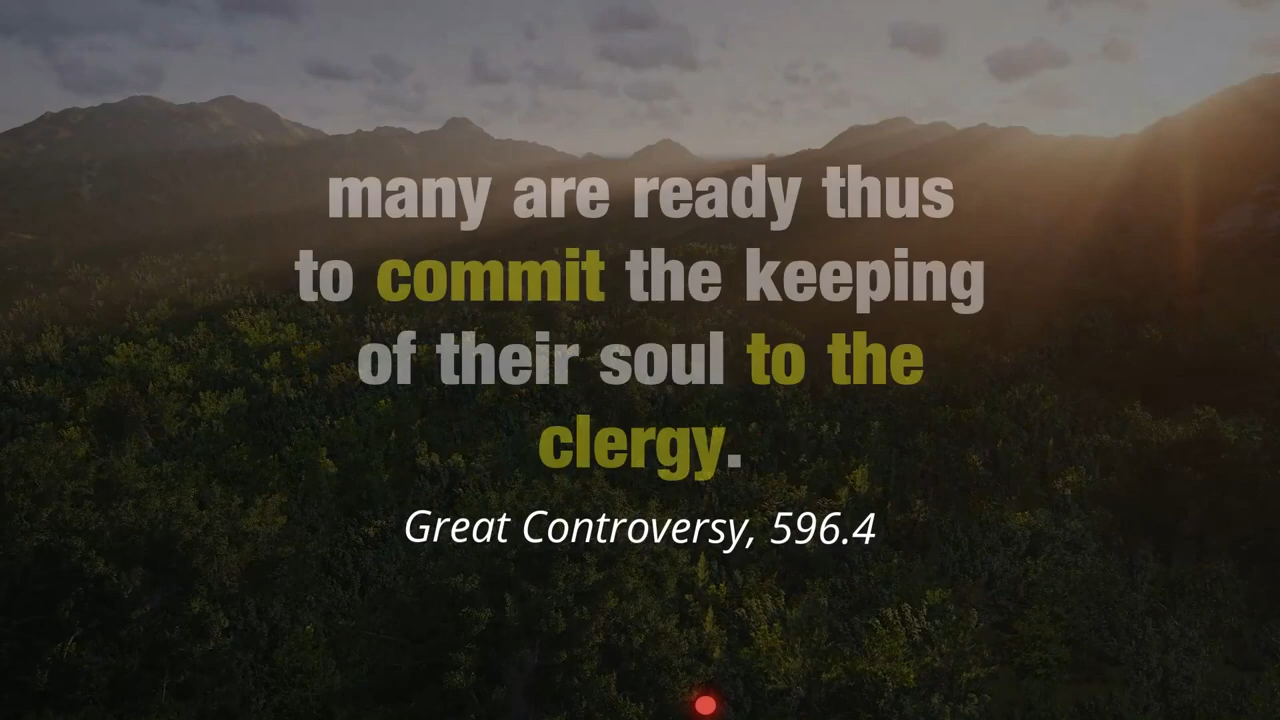 many are ready thus
to commit the keeping
of their soul to the
clergy.
Great Controversy, 596.4